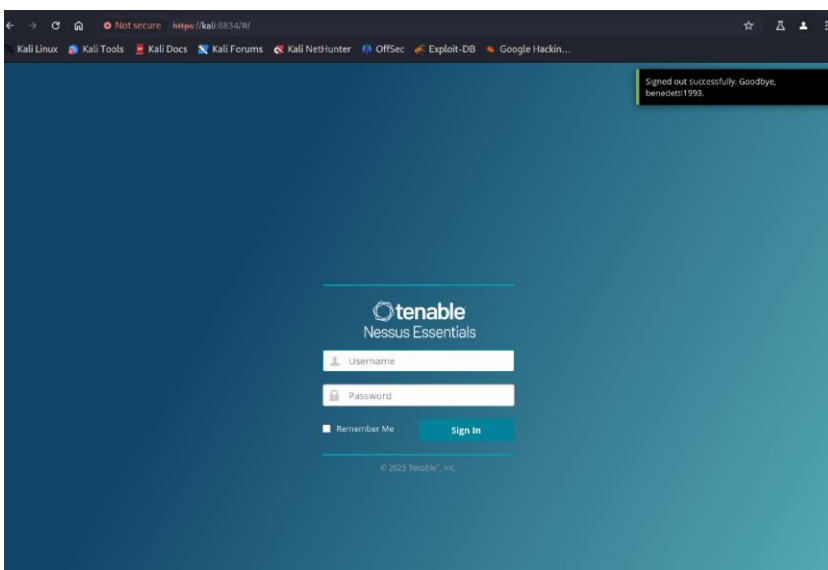 Not secure https://kali:8834/#/
Kali Linux Kali Tools Kali Docs Kali Forums Kali NetHunter OffSec Exploit-DB Google Hackin...
Signed out successfully. Goodbye,
benedetti1993.
tenable
Nessus Essentials
Username
Password
Remember Me Sign In
© 2025 Tenable™, Inc.